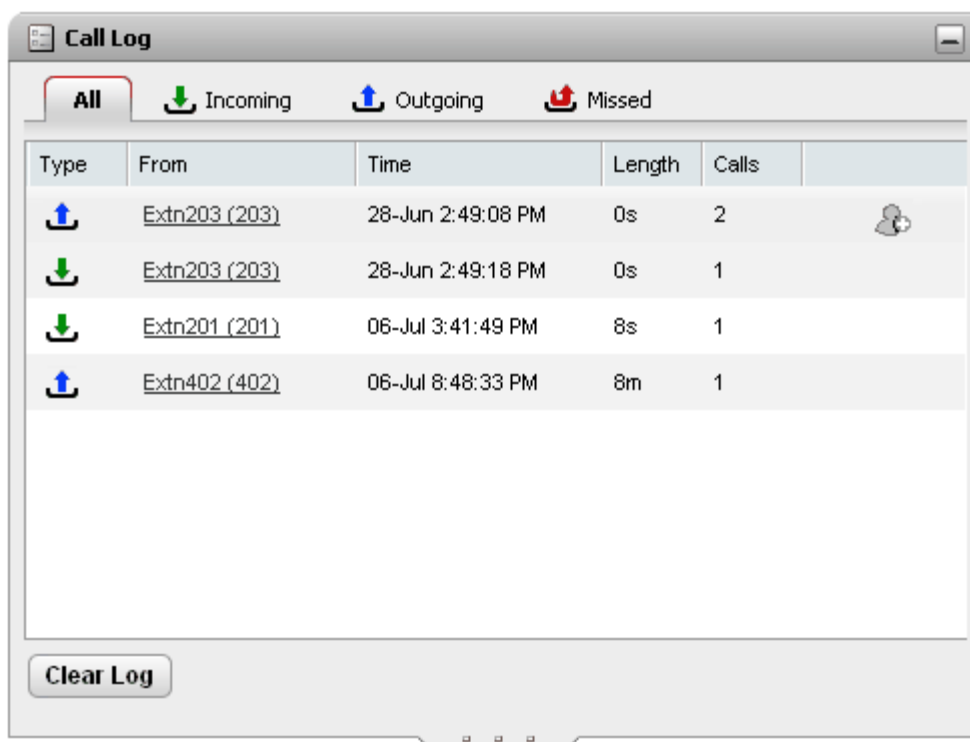 Call Log
All Incoming Outgoing Missed
Type From Time Length Calls
Extn203 (203) 28-Jun 2:49:08 PM 0s 2
Extn203 (203) 28-Jun 2:49:18 PM 0s 1
Extn201 (201) 06-Jul 3:41:49 PM 8s 1
Extn402 (402) 06-Jul 8:48:33 PM 8m 1
Clear Log